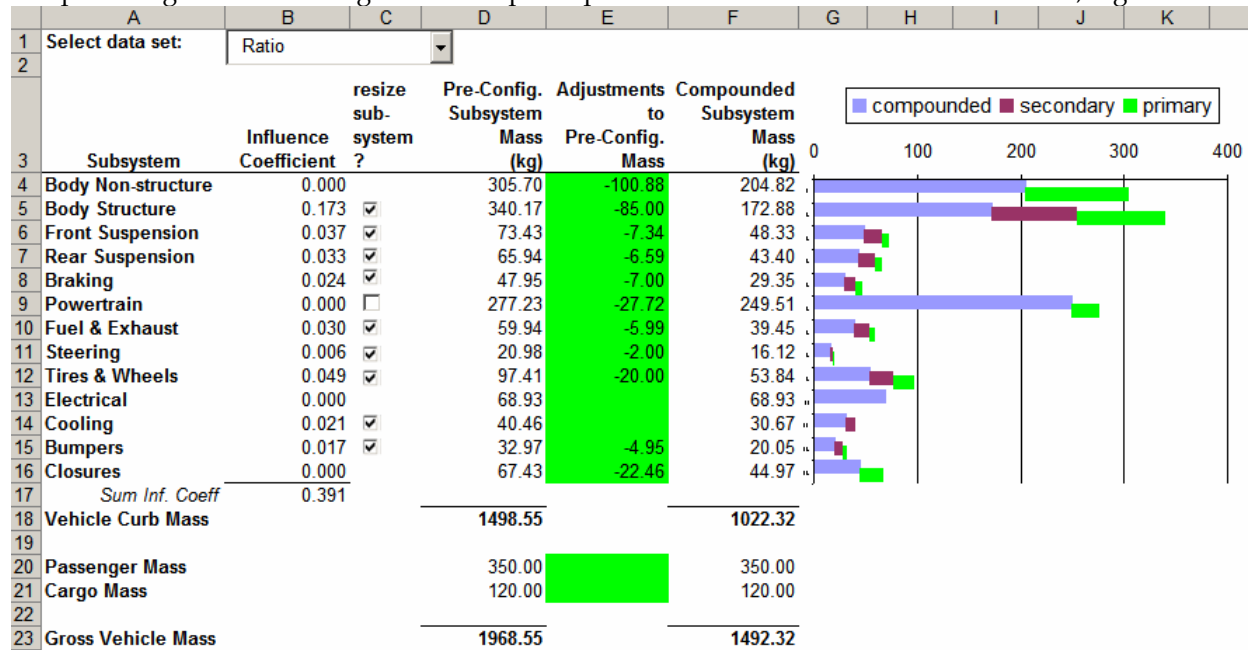 A B C D E F G H I J K
1 Select data set: Ratio
2
resize Pre-Config. Adjustments Compounded
sub- Subsystem to Subsystem
Influence system Mass Pre-Config. Mass
3 Subsystem Coefficient ? (kg) Mass (kg)
compounded secondary primary
0 100 200 300 400
4 Body Non-structure 0.000 305.70 -100.88 204.82
5 Body Structure 0.173 340.17 -85.00 172.88
6 Front Suspension 0.037 73.43 -7.34 48.33
7 Rear Suspension 0.033 65.94 -6.59 43.40
8 Braking 0.024 47.95 -7.00 29.35
9 Powertrain 0.000 277.23 -27.72 249.51
10 Fuel & Exhaust 0.030 59.94 -5.99 39.45
11 Steering 0.006 20.98 -2.00 16.12
12 Tires & Wheels 0.049 97.41 -20.00 53.84
13 Electrical 0.000 68.93 68.93
14 Cooling 0.021 40.46 30.67
15 Bumpers 0.017 32.97 -4.95 20.05
16 Closures 0.000 67.43 -22.46 44.97
17 Sum Inf. Coeff 0.391
18 Vehicle Curb Mass 1498.55 1022.32
19
20 Passenger Mass 350.00 350.00
21 Cargo Mass 120.00 120.00
22
23 Gross Vehicle Mass 1968.55 1492.32